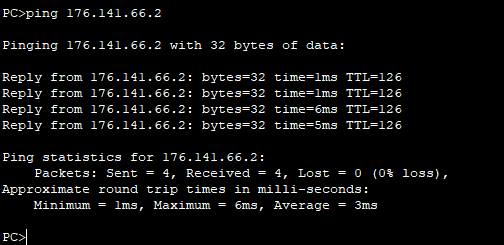 PC>ping 176.141.66.2
Pinging 176.141.66.2 with 32 bytes of data:
Reply from 176.141.66.2: bytes=32 time=1ms TTL=126
Reply from 176.141.66.2: bytes=32 time=1ms TTL=126
Reply from 176.141.66.2: bytes=32 time=6ms TTL=126
Reply from 176.141.66.2: bytes=32 time=5ms TTL=126
Ping statistics for 176.141.66.2:
    Packets: Sent = 4, Received = 4, Lost = 0 (0% loss),
Approximate round trip times in milli-seconds:
    Minimum = 1ms, Maximum = 6ms, Average = 3ms
PC>